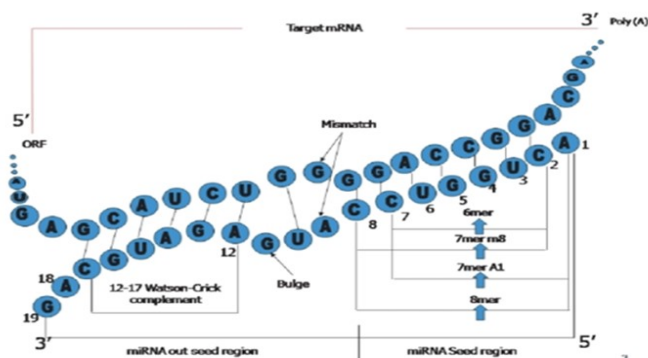 3’ Poly (A)
Target mRNA
5’
ORF
Mismatch
A U G A G C A U C U G G G G A C C G G A C G A
G A C G U A G A G U A C C U G G U C A
19 18 12 8 7 6 5 4 3 2 1
6mer
7mer m8
7mer A1
8mer
12-17 Watson-Crick
complement
Bulge
3’ 5’
miRNA out seed region miRNA Seed region